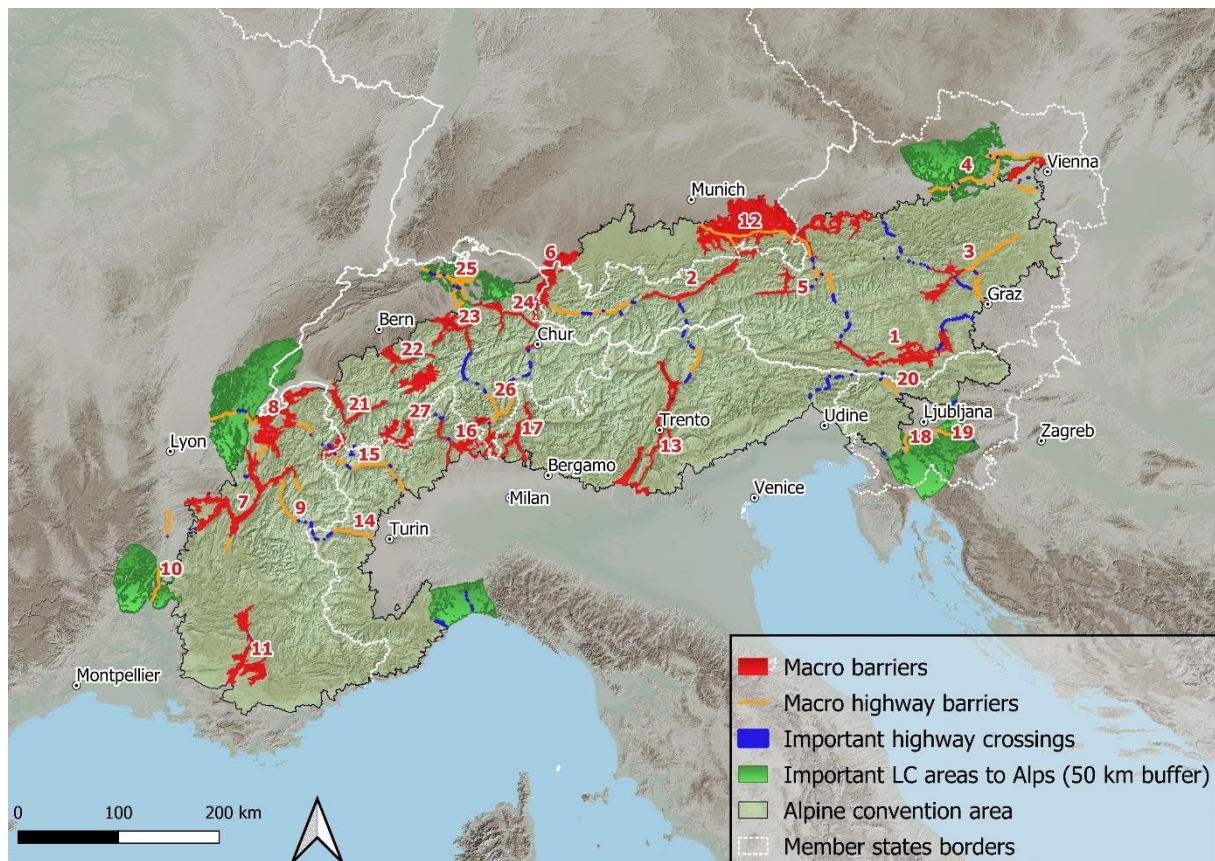 Vienna
4
Munich
12
6
2
3
5
Graz
25
24
23
Bern
Chur
22
1
20
8
21
26
27
16
17
Trento
Udine
Ljubljana
18
19
Zagreb
Lyon
15
13
Bergamo
Milan
Venice
7
9
14
Turin
10
11
Montpellier
Macro barriers
Macro highway barriers
Important highway crossings
Important LC areas to Alps (50 km buffer)
Alpine convention area
Member states borders
0 100 200 km